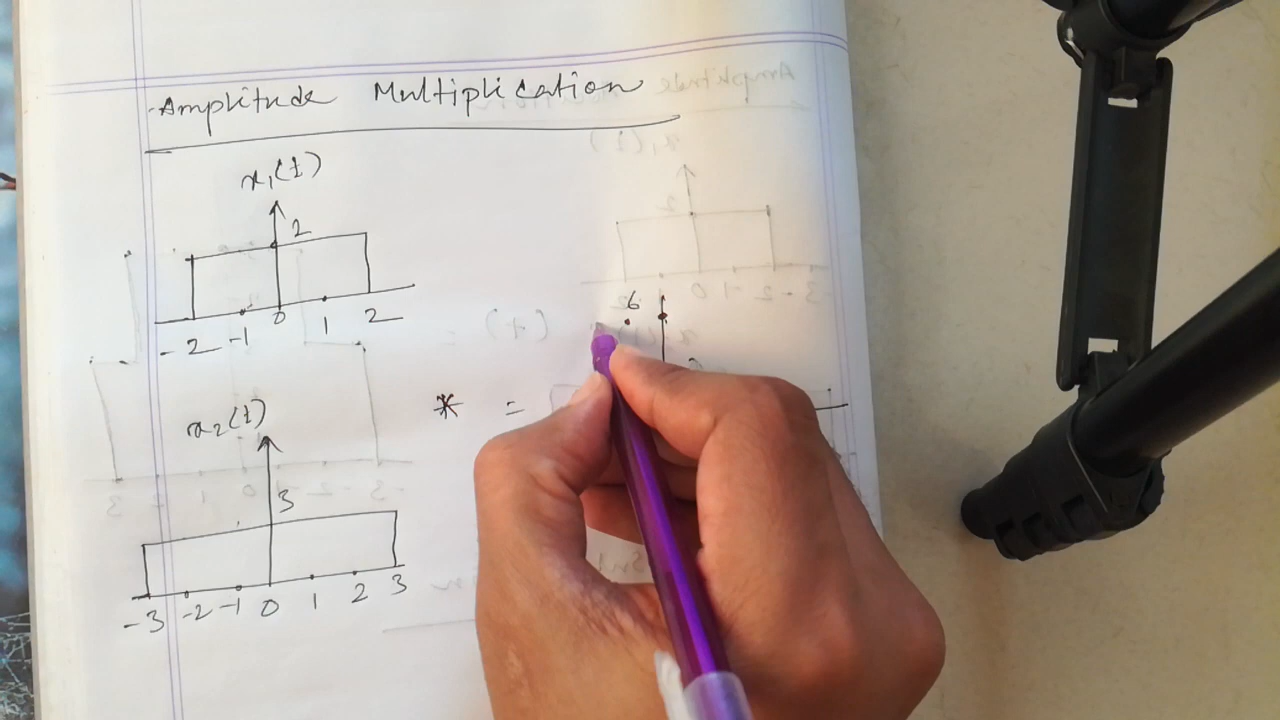 Amplitude Multiplication
x₁(t)
2
-2 -1 0 1 2
6
x₂(t)
* =
3
-3 -2 -1 0 1 2 3